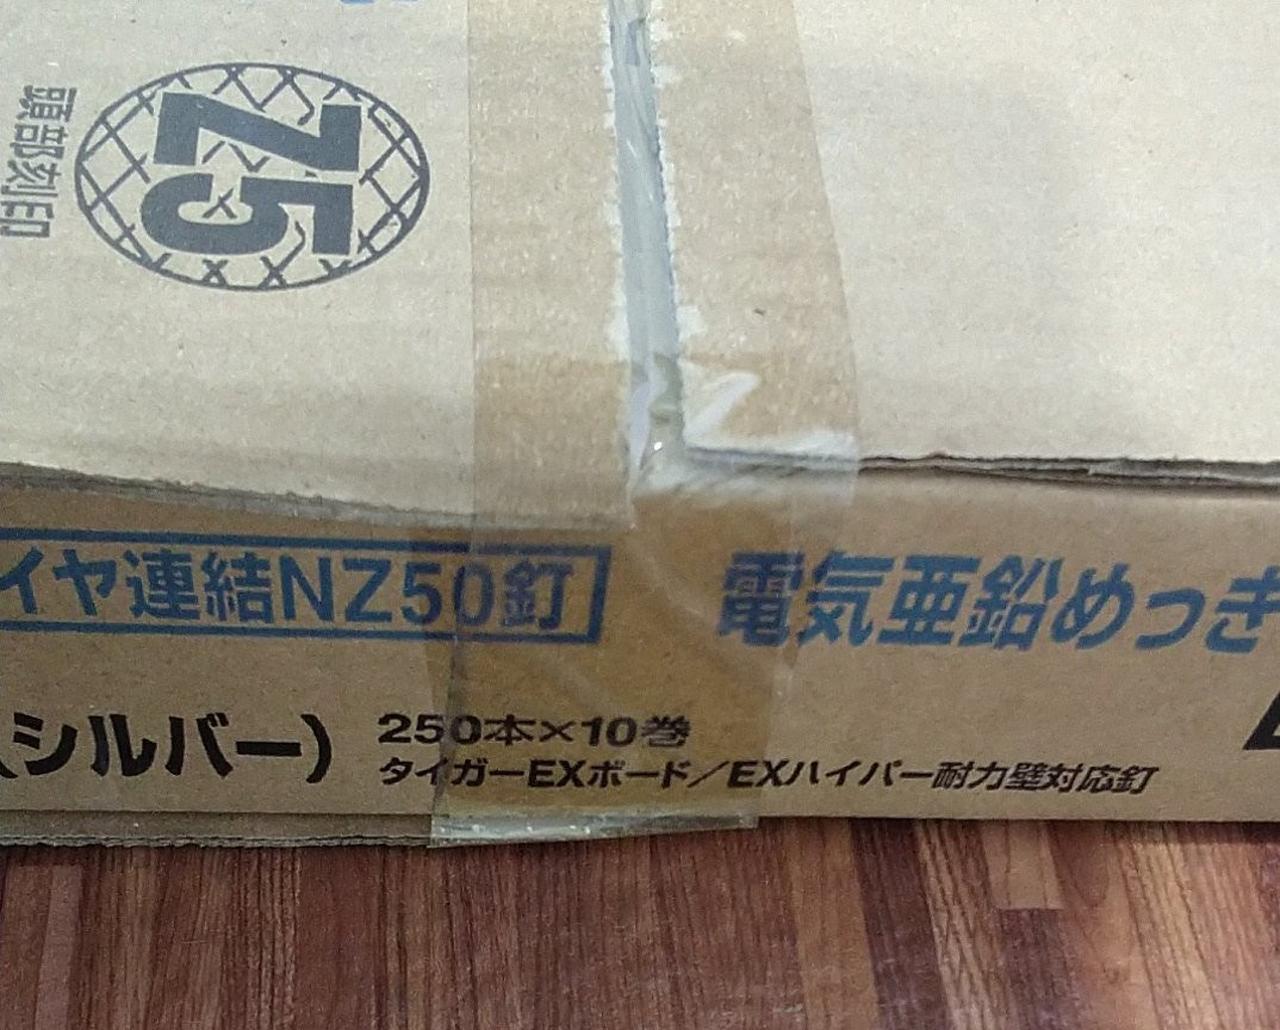 頭部刻印
Z5
イヤ連結NZ50釘
電気亜鉛めっき
(シルバー)
250本×10巻
タイガーEXボード/EXハイパー耐力壁対応釘